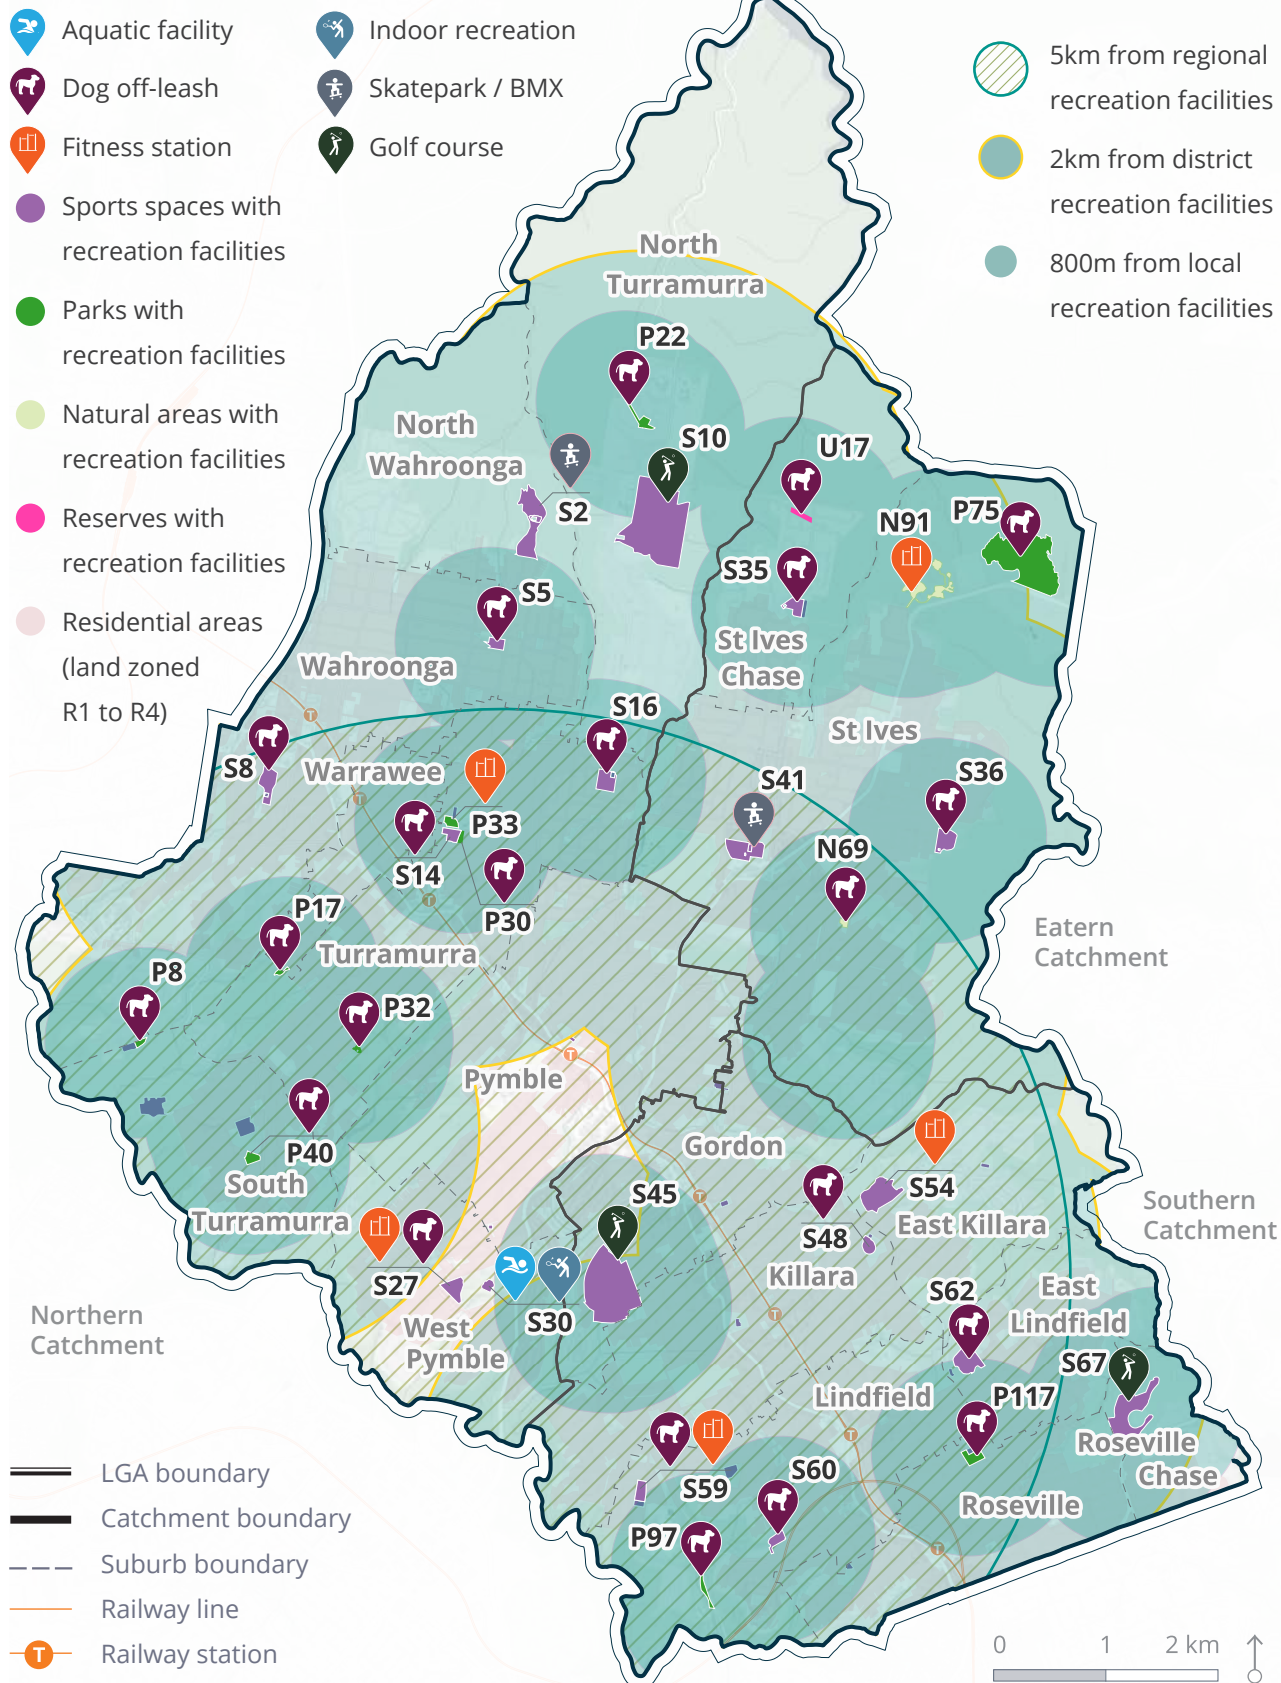 Aquatic facility
Dog off-leash
Fitness station
Sports spaces with
recreation facilities
Parks with
recreation facilities
Natural areas with
recreation facilities
Reserves with
recreation facilities
Residential areas
(land zoned
R1 to R4)
Indoor recreation
Skatepark / BMX
Golf course
5km from regional
recreation facilities
2km from district
recreation facilities
800m from local
recreation facilities
North
Turramurra
P22
North
Wahroonga
S10
S2
U17
N91
P75
S35
S5
St Ives
Chase
Wahroonga
S16
St Ives
S8
Warrawee
S41
S36
P33
N69
S14
P30
P17
Turramurra
Eatern
Catchment
P8
P32
Pymble
P40
Gordon
South
Turramurra
S45
S54
East Killara
Southern
Catchment
S48
S27
S30
Killara
East
Lindfield
S62
Northern
Catchment
West
Pymble
S67
Lindfield
P117
Roseville
Chase
S59
S60
Roseville
P97
LGA boundary
Catchment boundary
Suburb boundary
Railway line
T Railway station
T
T
T
T
T
T
T
T
0 1 2 km